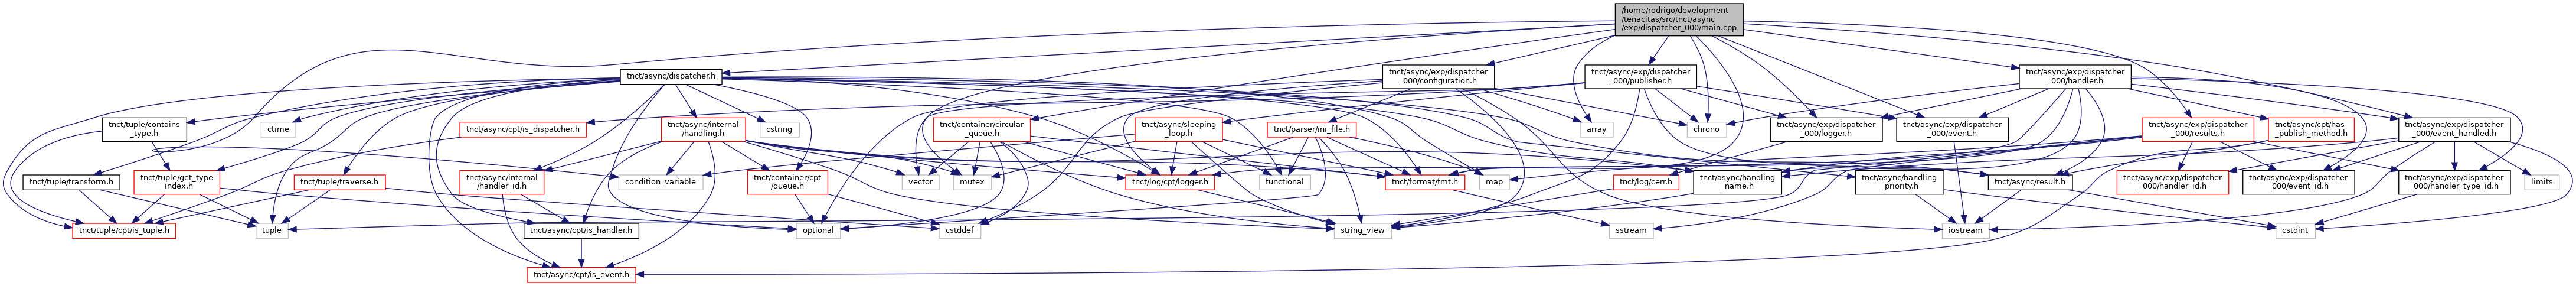 /home/rodrigo/development
/tenacitas/src/tnct/async
/exp/dispatcher_000/main.cpp
tnct/async/dispatcher.h
tnct/async/exp/dispatcher
_000/configuration.h
tnct/async/exp/dispatcher
_000/publisher.h
tnct/async/exp/dispatcher
_000/handler.h
tnct/tuple/contains
_type.h
ctime
tnct/async/cpt/is_dispatcher.h
tnct/async/internal
/handling.h
cstring
tnct/container/circular
_queue.h
tnct/async/sleeping
_loop.h
tnct/parser/ini_file.h
array
chrono
tnct/async/exp/dispatcher
_000/logger.h
tnct/async/exp/dispatcher
_000/event.h
tnct/async/exp/dispatcher
_000/results.h
tnct/async/cpt/has
_publish_method.h
tnct/async/exp/dispatcher
_000/event_handled.h
tnct/tuple/transform.h
tnct/tuple/get_type
_index.h
tnct/tuple/traverse.h
tnct/async/internal
/handler_id.h
condition_variable
tnct/container/cpt
/queue.h
vector
mutex
tnct/log/cpt/logger.h
functional
tnct/format/fmt.h
map
tnct/log/cerr.h
tnct/async/handling
_name.h
tnct/async/handling
_priority.h
tnct/async/result.h
tnct/async/exp/dispatcher
_000/handler_id.h
tnct/async/exp/dispatcher
_000/event_id.h
tnct/async/exp/dispatcher
_000/handler_type_id.h
limits
tnct/tuple/cpt/is_tuple.h
tuple
tnct/async/cpt/is_handler.h
optional
cstddef
string_view
sstream
iostream
cstdint
tnct/async/cpt/is_event.h